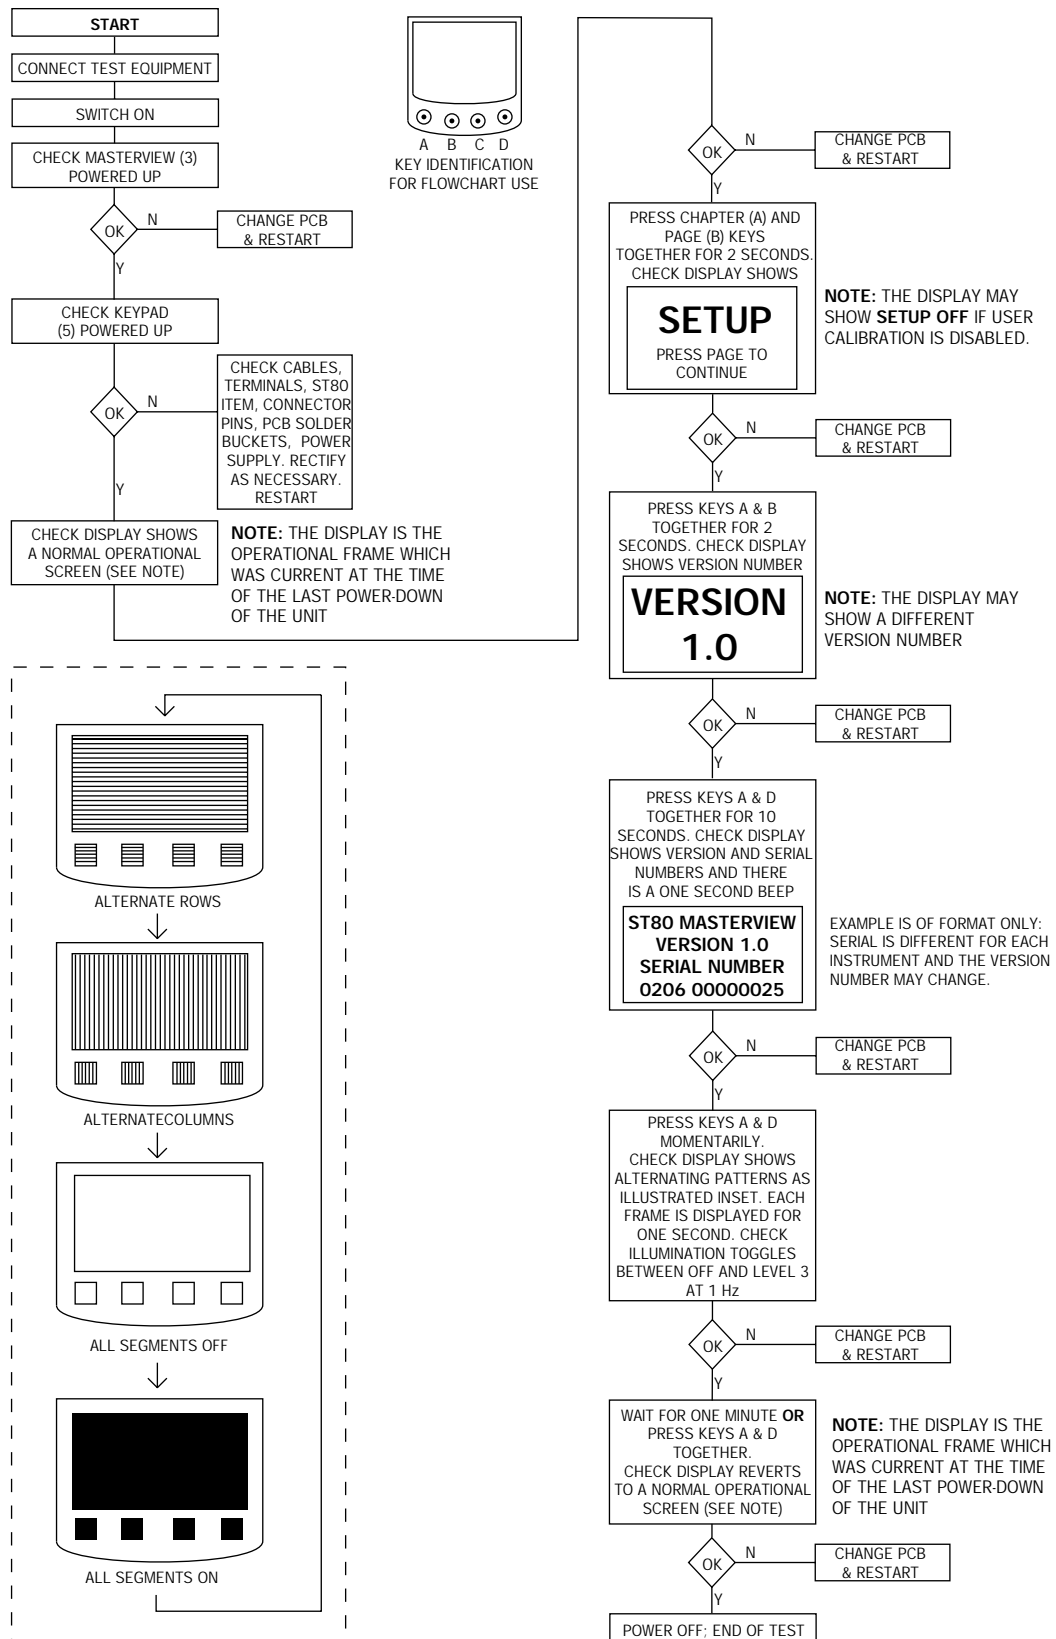 START
CONNECT TEST EQUIPMENT
SWITCH ON
CHECK MASTERVIEW (3)
POWERED UP
OK
N
CHANGE PCB
& RESTART
Y
CHECK KEYPAD
(5) POWERED UP
OK
N
CHECK CABLES,
TERMINALS, ST80
ITEM, CONNECTOR
PINS, PCB SOLDER
BUCKETS, POWER
SUPPLY. RECTIFY
AS NECESSARY.
RESTART
Y
CHECK DISPLAY SHOWS
A NORMAL OPERATIONAL
SCREEN (SEE NOTE)
NOTE: THE DISPLAY IS THE
OPERATIONAL FRAME WHICH
WAS CURRENT AT THE TIME
OF THE LAST POWER-DOWN
OF THE UNIT
A B C D
KEY IDENTIFICATION
FOR FLOWCHART USE
ALTERNATE ROWS
ALTERNATECOLUMNS
ALL SEGMENTS OFF
ALL SEGMENTS ON
OK
N
CHANGE PCB
& RESTART
Y
PRESS CHAPTER (A) AND
PAGE (B) KEYS
TOGETHER FOR 2 SECONDS.
CHECK DISPLAY SHOWS
SETUP
PRESS PAGE TO
CONTINUE
NOTE: THE DISPLAY MAY
SHOW SETUP OFF IF USER
CALIBRATION IS DISABLED.
OK
N
CHANGE PCB
& RESTART
Y
PRESS KEYS A & B
TOGETHER FOR 2
SECONDS. CHECK DISPLAY
SHOWS VERSION NUMBER
VERSION
1.0
NOTE: THE DISPLAY MAY
SHOW A DIFFERENT
VERSION NUMBER
OK
N
CHANGE PCB
& RESTART
Y
PRESS KEYS A & D
TOGETHER FOR 10
SECONDS. CHECK DISPLAY
SHOWS VERSION AND SERIAL
NUMBERS AND THERE
IS A ONE SECOND BEEP
ST80 MASTERVIEW
VERSION 1.0
SERIAL NUMBER
0206 00000025
EXAMPLE IS OF FORMAT ONLY:
SERIAL IS DIFFERENT FOR EACH
INSTRUMENT AND THE VERSION
NUMBER MAY CHANGE.
OK
N
CHANGE PCB
& RESTART
Y
PRESS KEYS A & D
MOMENTARILY.
CHECK DISPLAY SHOWS
ALTERNATING PATTERNS AS
ILLUSTRATED INSET. EACH
FRAME IS DISPLAYED FOR
ONE SECOND. CHECK
ILLUMINATION TOGGLES
BETWEEN OFF AND LEVEL 3
AT 1 Hz
OK
N
CHANGE PCB
& RESTART
Y
WAIT FOR ONE MINUTE OR
PRESS KEYS A & D
TOGETHER.
CHECK DISPLAY REVERTS
TO A NORMAL OPERATIONAL
SCREEN (SEE NOTE)
NOTE: THE DISPLAY IS THE
OPERATIONAL FRAME WHICH
WAS CURRENT AT THE TIME
OF THE LAST POWER-DOWN
OF THE UNIT
OK
N
CHANGE PCB
& RESTART
Y
POWER OFF; END OF TEST